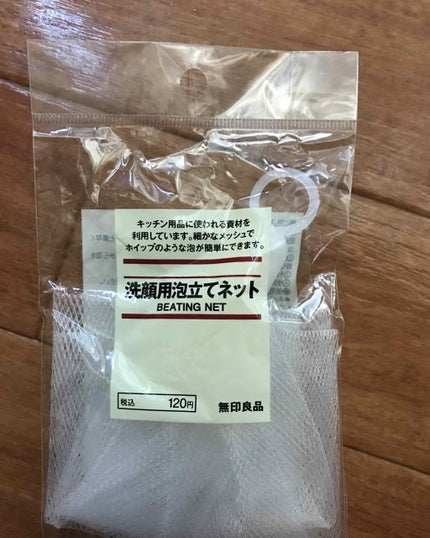 キッチン用品に使われる資材を
利用しています。細かなメッシュで
ホイップのような泡が簡単にできます。
洗顔用泡立てネット
BEATING NET
税込 120円
無印良品